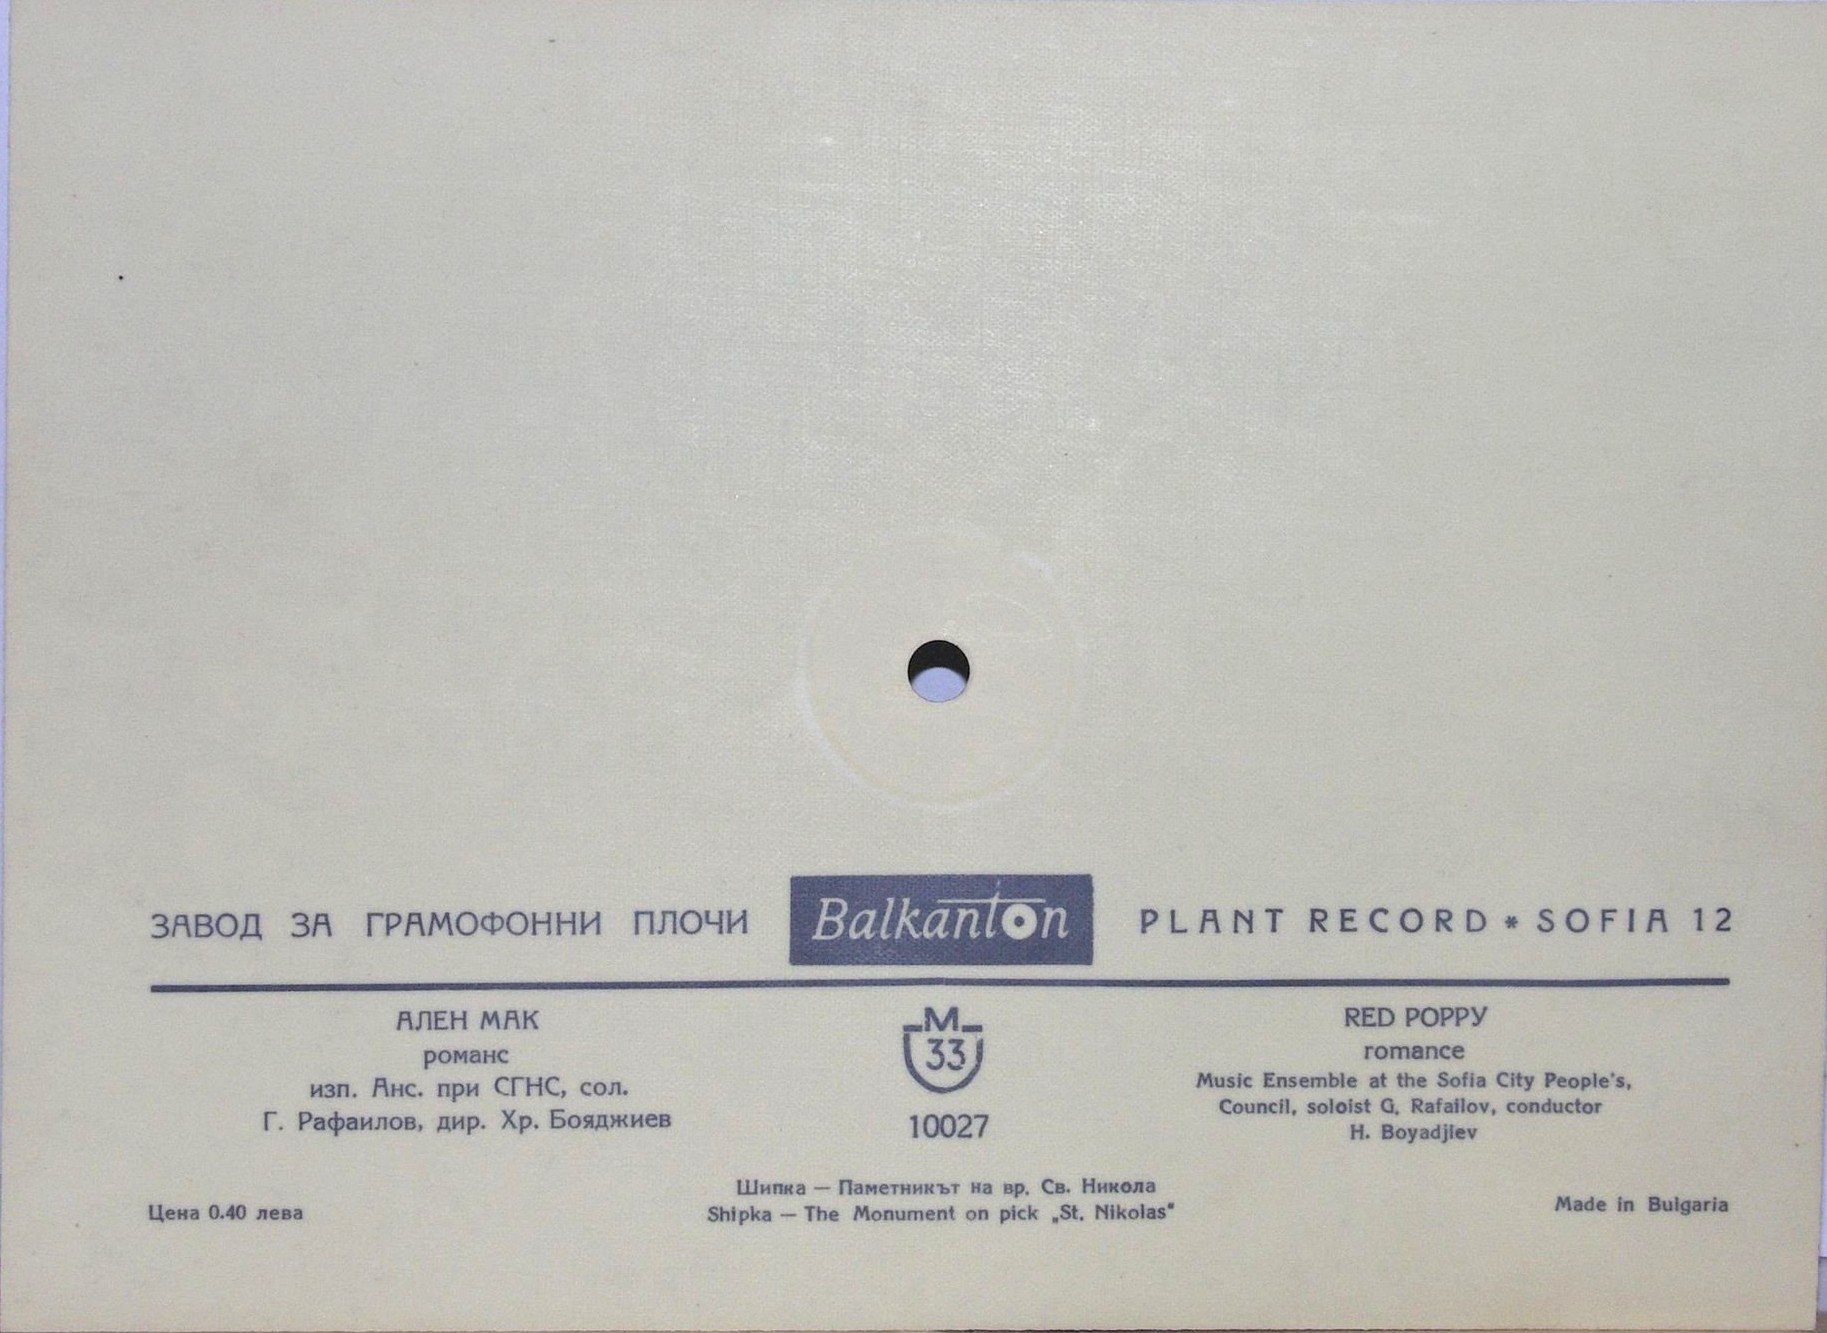 ЗАВОД ЗА ГРАМОФОННИ ПЛОЧИ Balkanton PLANT RECORD * SOFIA 12
АЛЕН МАК
романс
изп. Анс. при СГНС, сол.
Г. Рафаилов, дир. Хр. Бояджиев
М
33
10027
RED POPPY
romance
Music Ensemble at the Sofia City People's,
Council, soloist G. Rafailov, conductor
H. Boyadjiev
Цена 0.40 лева
Шипка — Паметникът на вр. Св. Никола
Shipka — The Monument on pick „St. Nikolas"
Made in Bulgaria